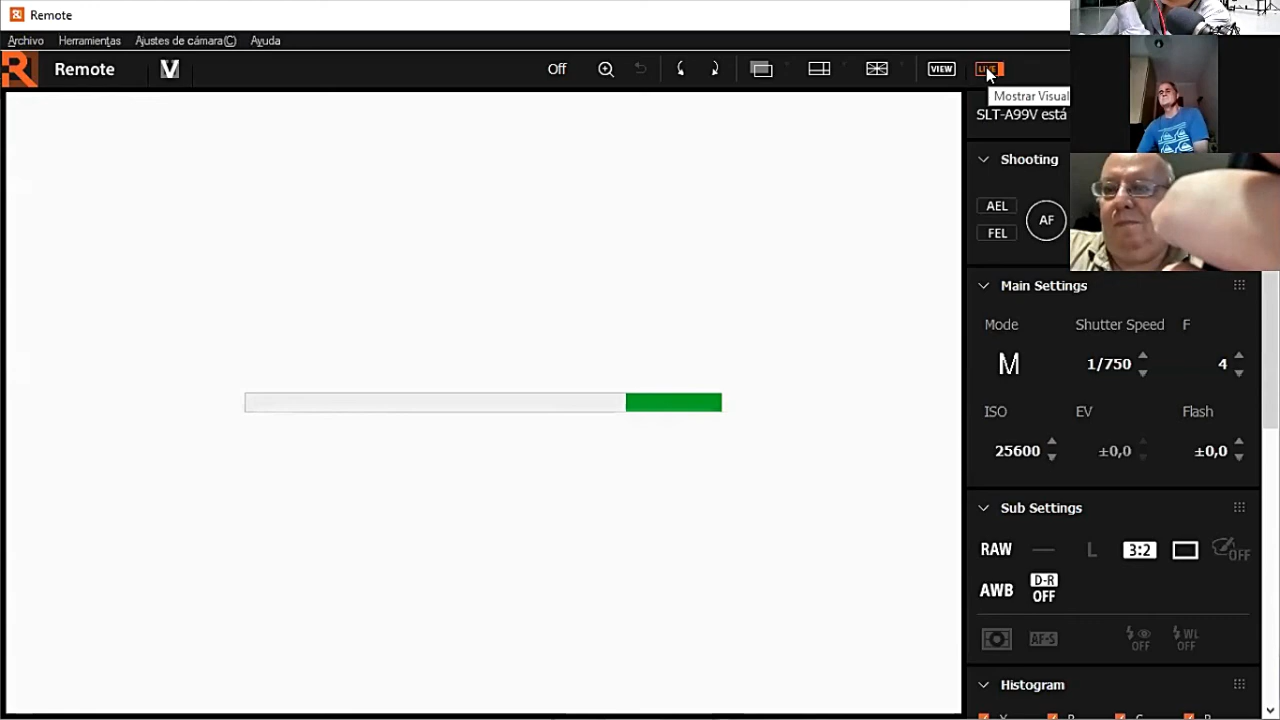 Remote
Archivo Herramientas Ajustes de cámara(C) Ayuda
Remote V Off VIEW LIVE
Mostrar Visual
SLT-A99V está
Shooting
AEL
AF
FEL
Main Settings
Mode Shutter Speed F
M 1/750 4
ISO EV Flash
25600 ±0,0 ±0,0
Sub Settings
RAW — L 3:2 OFF
AWB D-R OFF
AF-S OFF WL OFF
Histogram